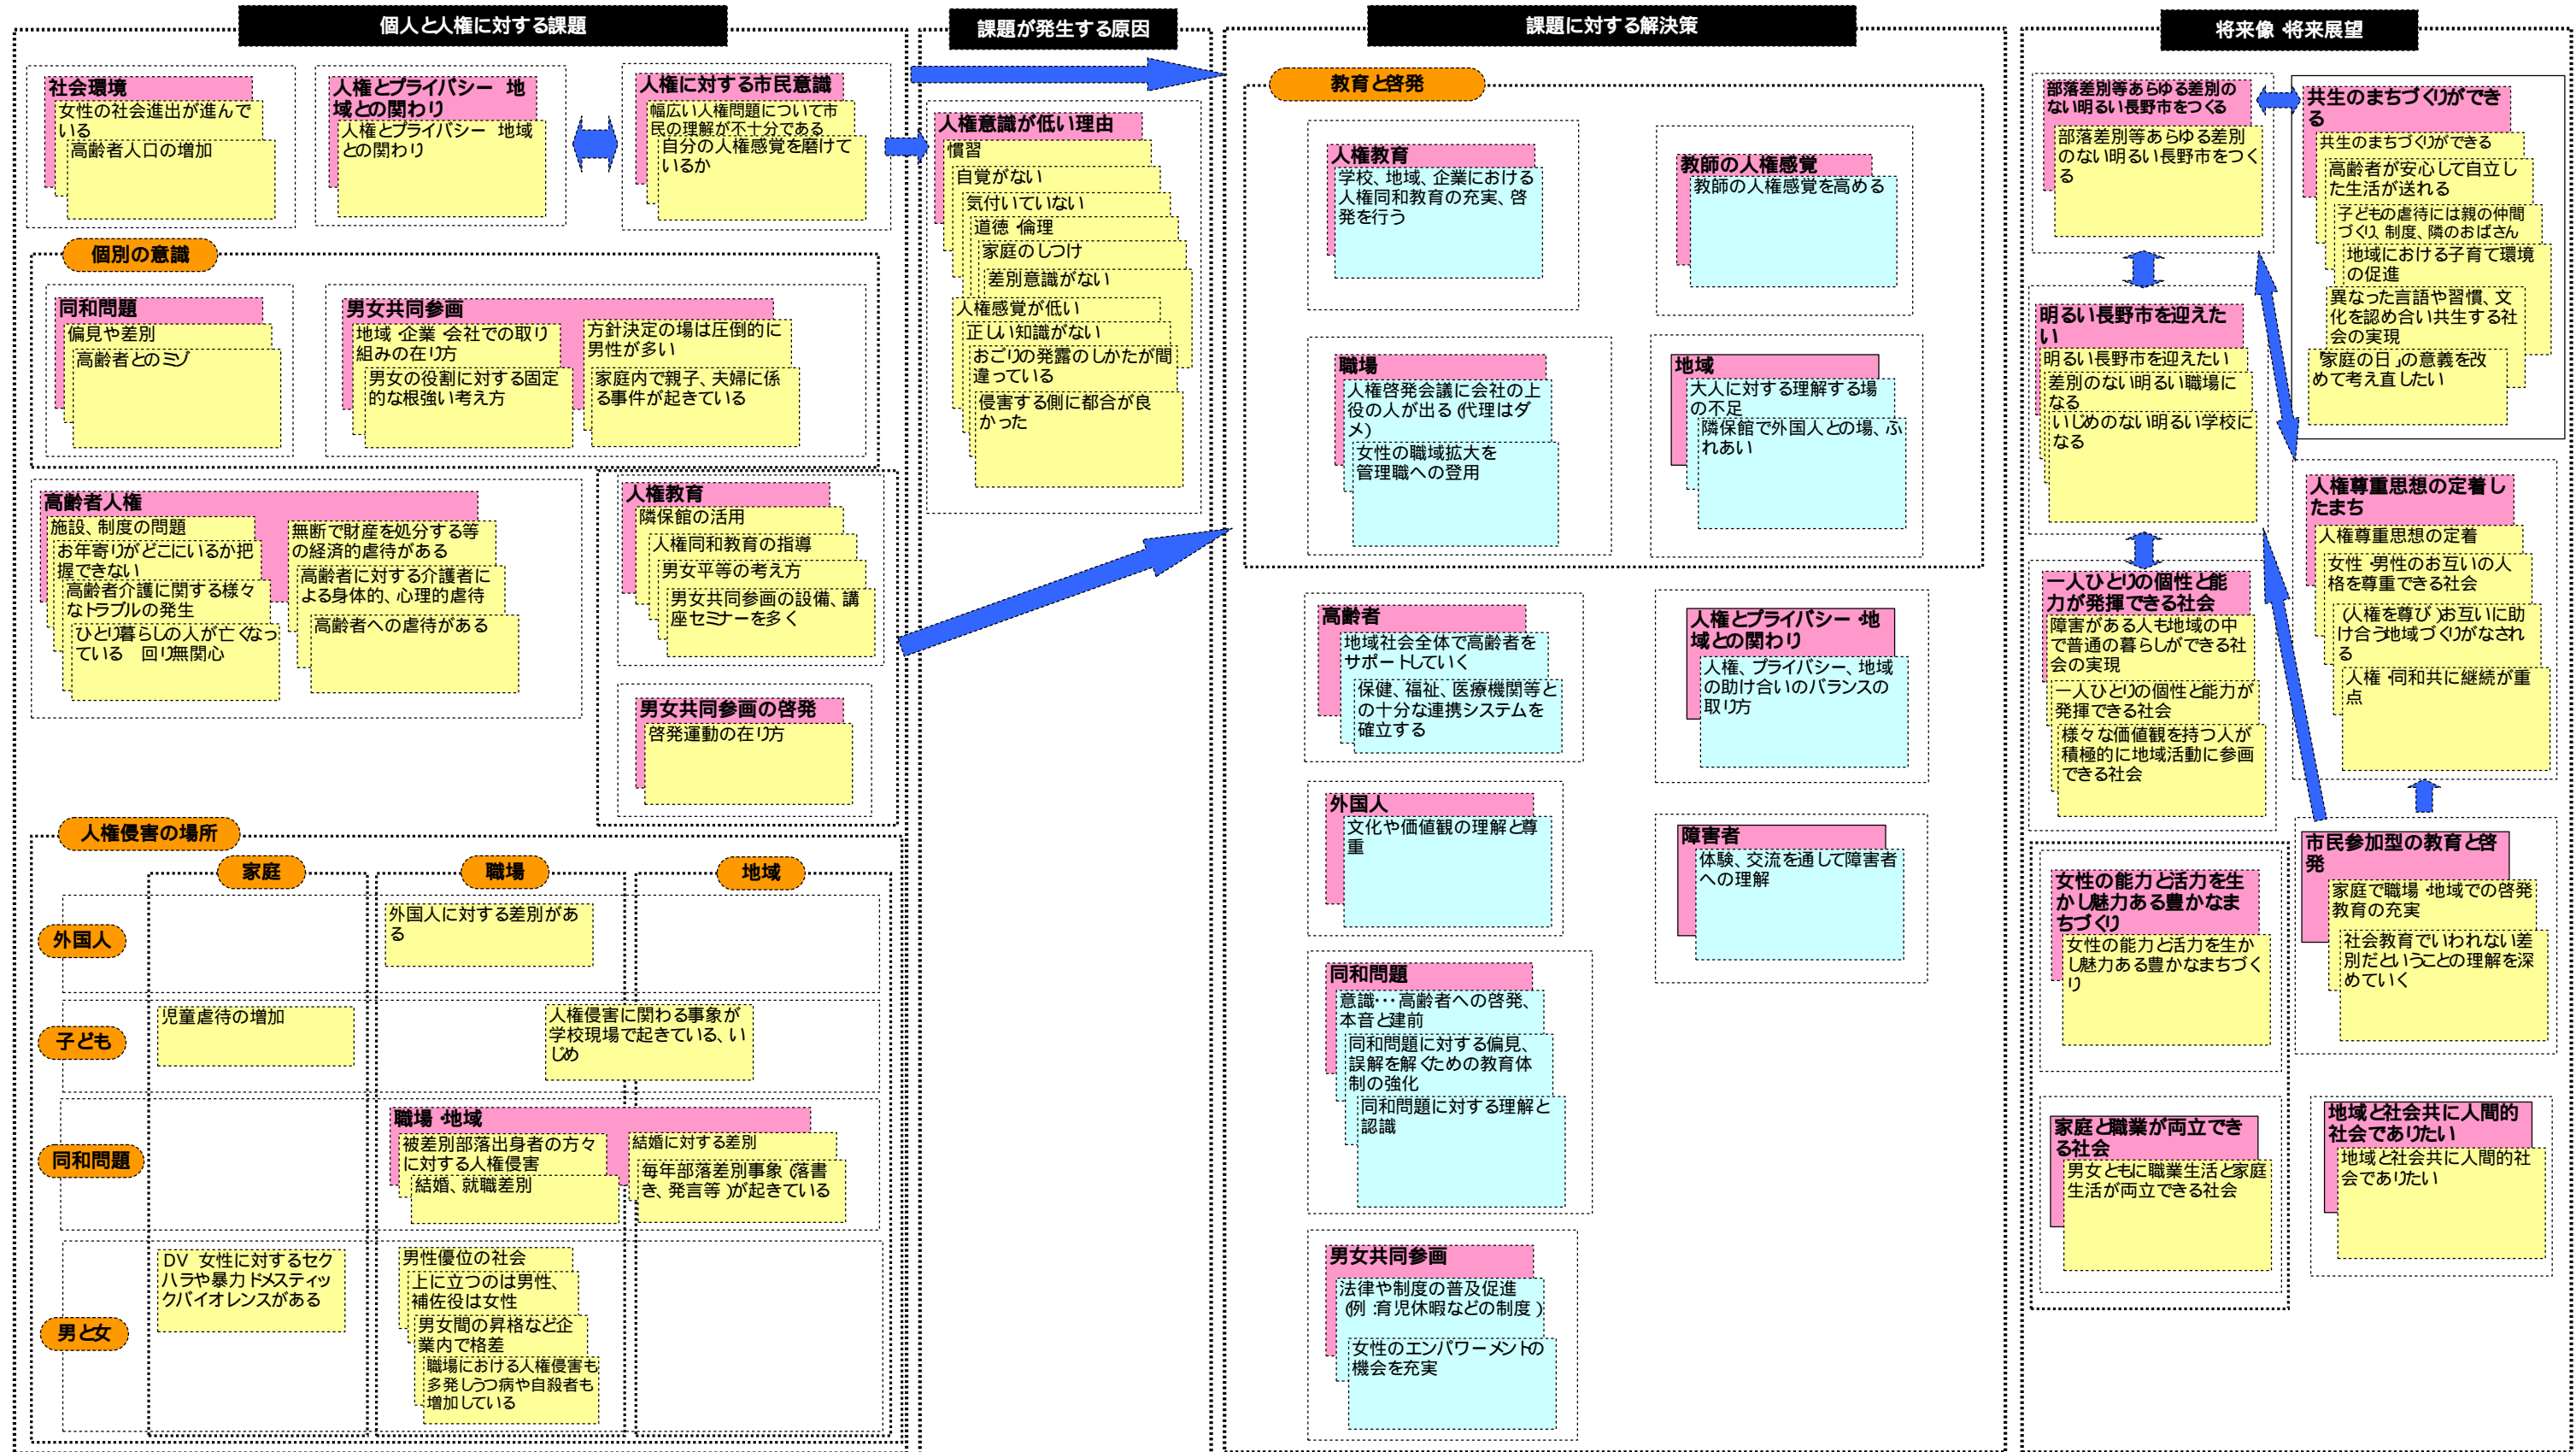 個人と人権に対する課題
社会環境
女性の社会進出が進んで
いる
高齢者人口の増加
人権とプライバシー 地
域との関わり
人権とプライバシー 地域
との関わり
人権に対する市民意識
幅広い人権問題について市
民の理解が不十分である
自分の人権感覚を磨けて
いるか
個別の意識
同和問題
偏見や差別
高齢者とのミゾ
男女共同参画
地域・企業・会社での取り
組みの在り方
男女の役割に対する固定
的な根強い考え方
方針決定の場は圧倒的に
男性が多い
家庭内で親子、夫婦に係
る事件が起きている
高齢者人権
施設、制度の問題
お年寄りがどこにいるか把
握できない
高齢者介護に関する様々
なトラブルの発生
ひとり暮らしの人が亡くなっ
ている 回り無関心
無断で財産を処分する等
の経済的虐待がある
高齢者に対する介護者に
よる身体的、心理的虐待
高齢者への虐待がある
人権教育
隣保館の活用
人権同和教育の指導
男女平等の考え方
男女共同参画の設備、講
座セミナーを多く
男女共同参画の啓発
啓発運動の在り方
人権侵害の場所
家庭
職場
地域
外国人
外国人に対する差別があ
る
子ども
児童虐待の増加
人権侵害に関わる事象が
学校現場で起きている、い
じめ
同和問題
職場・地域
被差別部落出身者の方々
に対する人権侵害
結婚、就職差別
結婚に対する差別
毎年部落差別事象(落書
き、発言等)が起きている
男と女
DV 女性に対するセク
ハラや暴力ドメスティッ
クバイオレンスがある
男性優位の社会
上に立つのは男性、
補佐役は女性
男女間の昇格など企
業内で格差
職場における人権侵害も
多発しうつ病や自殺者も
増加している
課題が発生する原因
人権意識が低い理由
慣習
自覚がない
気付いていない
道徳・倫理
家庭のしつけ
差別意識がない
人権感覚が低い
正しい知識がない
おごりの発露のしかたが間
違っている
侵害する側に都合が良
かった
課題に対する解決策
教育と啓発
人権教育
学校、地域、企業における
人権同和教育の充実、啓
発を行う
教師の人権感覚
教師の人権感覚を高める
職場
人権啓発会議に会社の上
役の人が出る(代理はダ
メ)
女性の職域拡大を
管理職への登用
地域
大人に対する理解する場
の不足
隣保館で外国人との場、ふ
れあい
高齢者
地域社会全体で高齢者を
サポートしていく
保健、福祉、医療機関等と
の十分な連携システムを
確立する
人権とプライバシー・地
域との関わり
人権、プライバシー、地域
の助け合いのバランスの
取り方
外国人
文化や価値観の理解と尊
重
障害者
体験、交流を通して障害者
への理解
同和問題
意識・・・高齢者への啓発、
本音と建前
同和問題に対する偏見、
誤解を解くための教育体
制の強化
同和問題に対する理解と
認識
男女共同参画
法律や制度の普及促進
(例:育児休暇などの制度)
女性のエンパワーメントの
機会を充実
将来像・将来展望
部落差別等あらゆる差別の
ない明るい長野市をつくる
部落差別等あらゆる差別
のない明るい長野市をつく
る
共生のまちづくりができ
る
共生のまちづくりができる
高齢者が安心して自立し
た生活が送れる
子どもの虐待には親の仲間
づくり、制度、隣のおばさん
地域における子育て環境
の促進
異なった言語や習慣、文
化を認め合い共生する社
会の実現
「家庭の日」の意義を改
めて考え直したい
明るい長野市を迎えた
い
明るい長野市を迎えたい
差別のない明るい職場に
なる
いじめのない明るい学校に
なる
人権尊重思想の定着し
たまち
人権尊重思想の定着
女性・男性のお互いの人
格を尊重できる社会
(人権を尊び)お互いに助
け合う地域づくりがなされ
る
人権・同和共に継続が重
点
一人ひとりの個性と能
力が発揮できる社会
障害がある人も地域の中
で普通の暮らしができる社
会の実現
一人ひとりの個性と能力が
発揮できる社会
様々な価値観を持つ人が
積極的に地域活動に参画
できる社会
市民参加型の教育と啓
発
家庭で職場・地域での啓発
教育の充実
社会教育でいわれない差
別だということの理解を深
めていく
女性の能力と活力を生
かし魅力ある豊かなま
ちづくり
女性の能力と活力を生か
し魅力ある豊かなまちづく
り
家庭と職業が両立でき
る社会
男女ともに職業生活と家庭
生活が両立できる社会
地域と社会共に人間的
社会でありたい
地域と社会共に人間的社
会でありたい